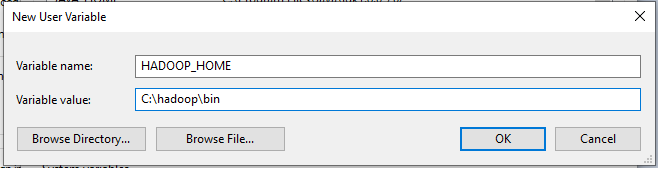 New User Variable
Variable name:
HADOOP_HOME
Variable value:
C:\hadoop\bin
Browse Directory...
Browse File...
OK
Cancel